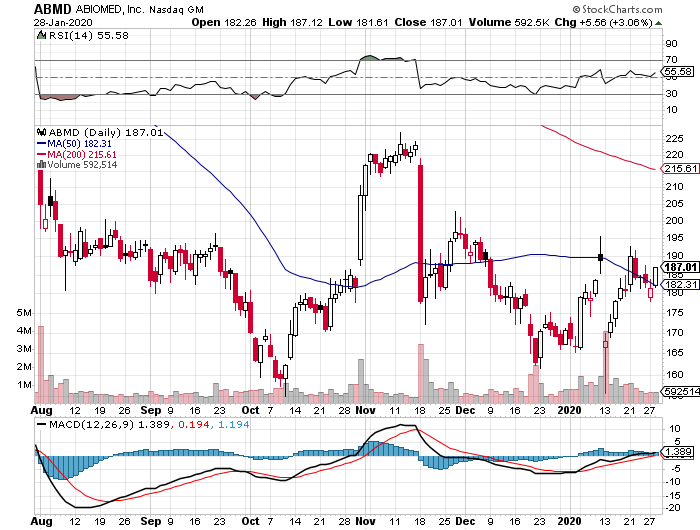 ABMD ABIOMED, Inc. Nasdaq GM © StockCharts.com
28-Jan-2020 Open 182.26 High 187.12 Low 181.61 Close 187.01 Volume 592.5K Chg +5.56 (+3.06%)
RSI(14) 55.58
90
70
55.58
50
30
10
ABMD (Daily) 187.01
MA(50) 182.31
MA(200) 215.61
Volume 592,514
225
220
215.61
210
205
200
195
190
187.01
185
182.31
180
175
170
165
160
5M
4M
3M
2M
1M
592514
Aug 12 19 26 Sep 9 16 23 Oct 7 14 21 28 Nov 11 18 25 Dec 9 16 23 2020 13 21 27
MACD(12,26,9) 1.389, 0.194, 1.194
10
5
1.389
-5
-10
-15
-20
Aug 12 19 26 Sep 9 16 23 Oct 7 14 21 28 Nov 11 18 25 Dec 9 16 23 2020 13 21 27